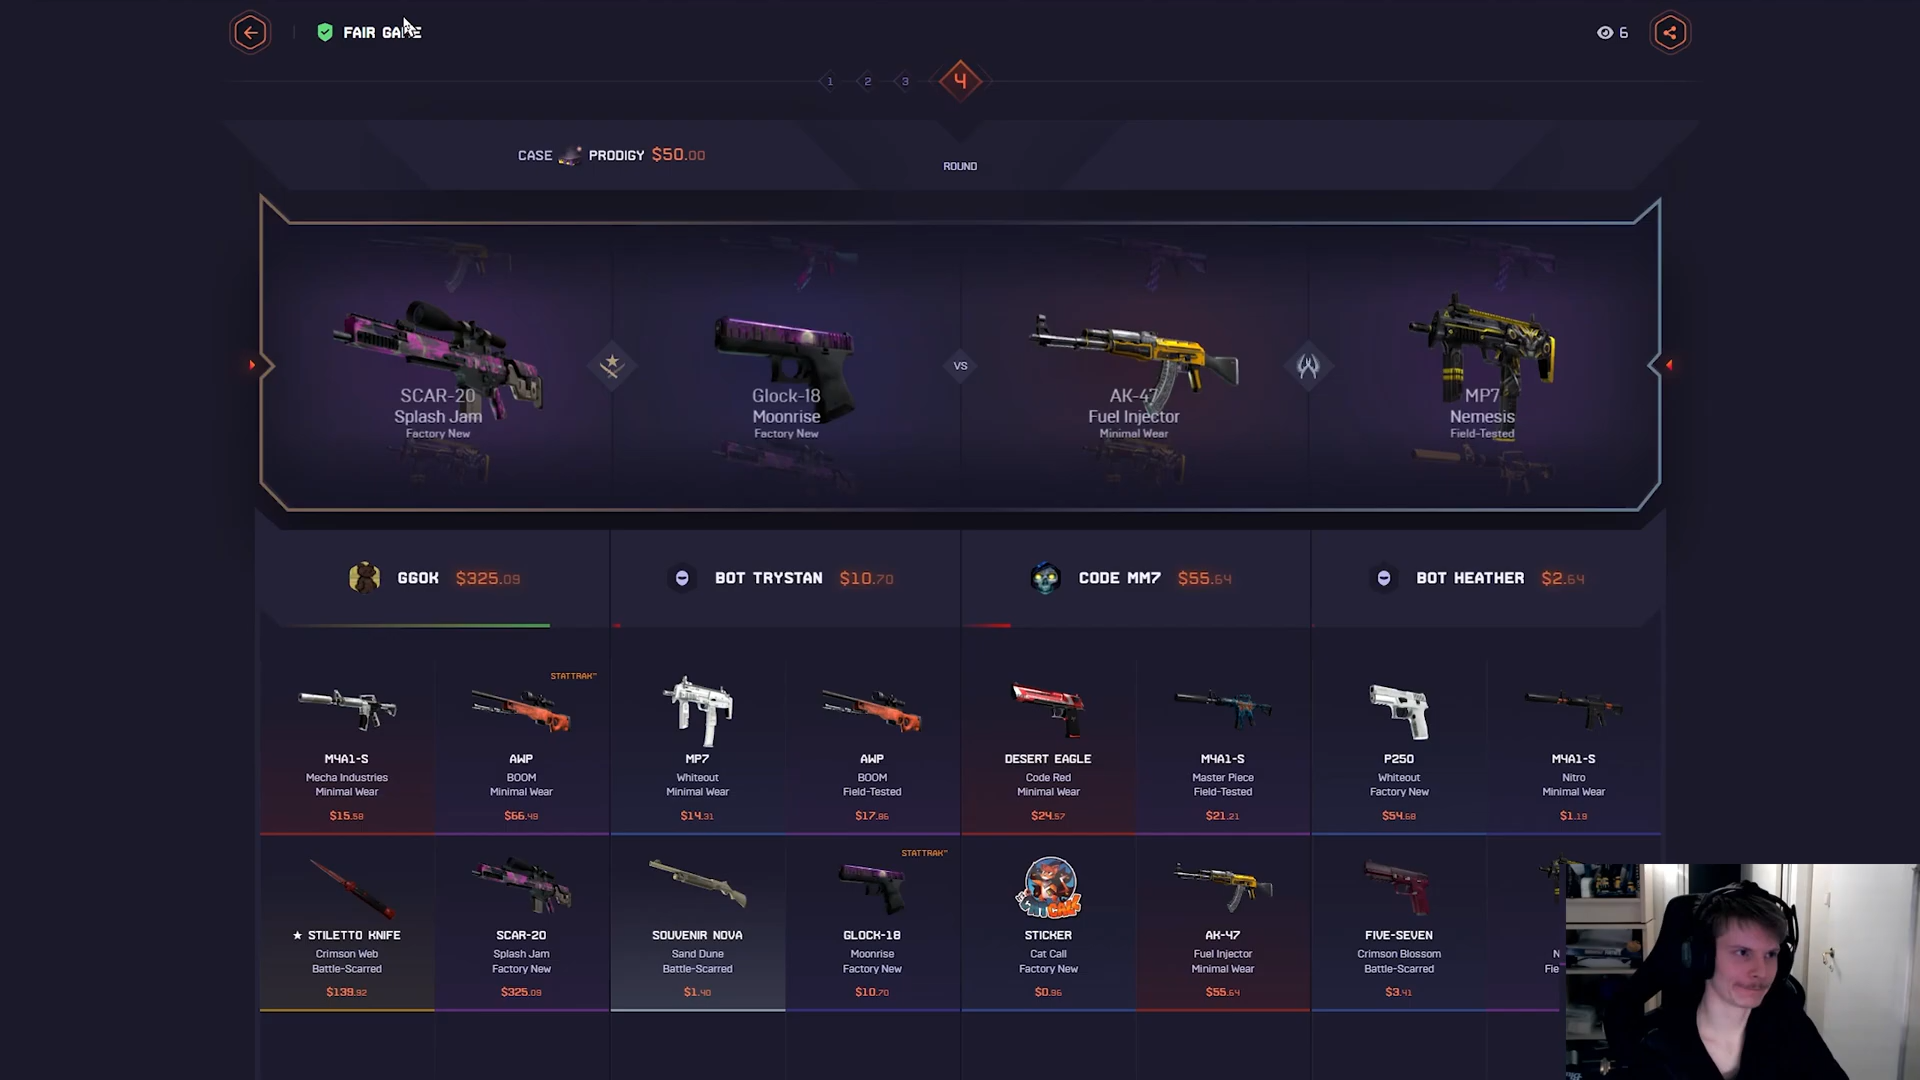 FAIR GAME
6
1
2
3
4
CASE PRODIGY $50.00
ROUND
SCAR-20
Splash Jam
Factory New
Glock-18
Moonrise
Factory New
VS
AK-47
Fuel Injector
Minimal Wear
MP7
Nemesis
Field-Tested
GGOK $325.09
BOT TRYSTAN $10.70
CODE MM7 $55.64
BOT HEATHER $2.64
M4A1-S
Mecha Industries
Minimal Wear
$15.58
STATTRAK™
AWP
BOOM
Minimal Wear
$66.49
MP7
Whiteout
Minimal Wear
$14.31
AWP
BOOM
Field-Tested
$17.86
DESERT EAGLE
Code Red
Minimal Wear
$24.57
M4A1-S
Master Piece
Field-Tested
$21.21
P250
Whiteout
Factory New
$54.68
M4A1-S
Nitro
Minimal Wear
$1.19
★ STILETTO KNIFE
Crimson Web
Battle-Scarred
$139.92
SCAR-20
Splash Jam
Factory New
$325.09
SOUVENIR NOVA
Sand Dune
Battle-Scarred
$1.40
STATTRAK™
GLOCK-18
Moonrise
Factory New
$10.70
CAT CALL
STICKER
Cat Call
Factory New
$0.96
AK-47
Fuel Injector
Minimal Wear
$55.64
FIVE-SEVEN
Crimson Blossom
Battle-Scarred
$3.41
N
Fie